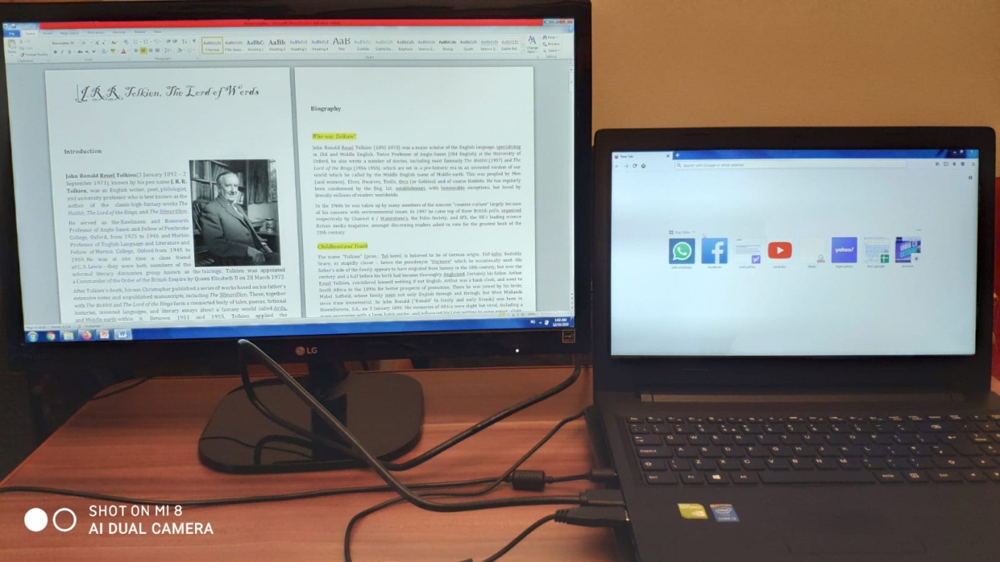 J.R.R. Tolkien, The Lord of Words
Introduction
John Ronald Reuel Tolkien(3 January 1892 – 2
September 1973), known by his pen name J. R. R.
Tolkien, was an English writer, poet, philologist,
and university professor who is best known as the
author of the classic high fantasy works The
Hobbit, The Lord of the Rings, and The Silmarillion.
He served as the Rawlinson and Bosworth
Professor of Anglo-Saxon and Fellow of Pembroke
College, Oxford, from 1925 to 1945 and Merton
Professor of English Language and Literature and
Fellow of Merton College, Oxford from 1945 to
1959. He was at one time a close friend
of C. S. Lewis—they were both members of the
informal literary discussion group known as the Inklings. Tolkien was appointed
a Commander of the Order of the British Empire by Queen Elizabeth II on 28 March 1972.
After Tolkien's death, his son Christopher published a series of works based on his father's
extensive notes and unpublished manuscripts, including The Silmarillion. These, together
with The Hobbit and The Lord of the Rings form a connected body of tales, poems, fictional
histories, invented languages, and literary essays about a fantasy world called Arda,
and Middle-earth within it. Between 1951 and 1955, Tolkien applied the
Biography
Who was Tolkien?
John Ronald Reuel Tolkien (1892-1973) was a major scholar of the English language, specialising
in Old and Middle English. Twice Professor of Anglo-Saxon (Old English) at the University of
Oxford, he also wrote a number of stories, including most famously The Hobbit (1937) and The
Lord of the Rings (1954-1955), which are set in a pre-historic era in an invented version of our
world which he called by the Middle English name of Middle-earth. This was peopled by Men
(and women), Elves, Dwarves, Trolls, Orcs (or Goblins) and of course Hobbits. He has regularly
been condemned by the Eng. Lit. establishment, with honourable exceptions, but loved by
literally millions of readers worldwide.
In the 1960s he was taken up by many members of the nascent "counter-culture" largely because
of his concern with environmental issues. In 1997 he came top of three British polls, organised
respectively by Channel 4 / Waterstone's, the Folio Society, and SFX, the UK's leading science
fiction media magazine, amongst discerning readers asked to vote for the greatest book of the
20th century.
Childhood and Youth
The name "Tolkien" (pron.: Tol-keen) is believed to be of German origin; Toll-kühn: foolishly
brave, or stupidly clever – hence the pseudonym "Oxymore" which he occasionally used. His
father's side of the family appears to have migrated from Saxony in the 18th century, but over the
century and a half before his birth had become thoroughly Anglicised. Certainly his father, Arthur
Reuel Tolkien, considered himself nothing if not English. Arthur was a bank clerk, and went to
South Africa in the 1890s for better prospects of promotion. There he was joined by his bride,
Mabel Suffield, whose family were not only English through and through, but West Midlands
since time immemorial. So John Ronald ("Ronald" to family and early friends) was born in
Bloemfontein, S.A., on 3 January 1892. His memories of Africa were slight but vivid, including a
LG
New Tab
Search with Google or enter address
Top Sites
yahoo!
facebook
youtube
SHOT ON MI 8
AI DUAL CAMERA